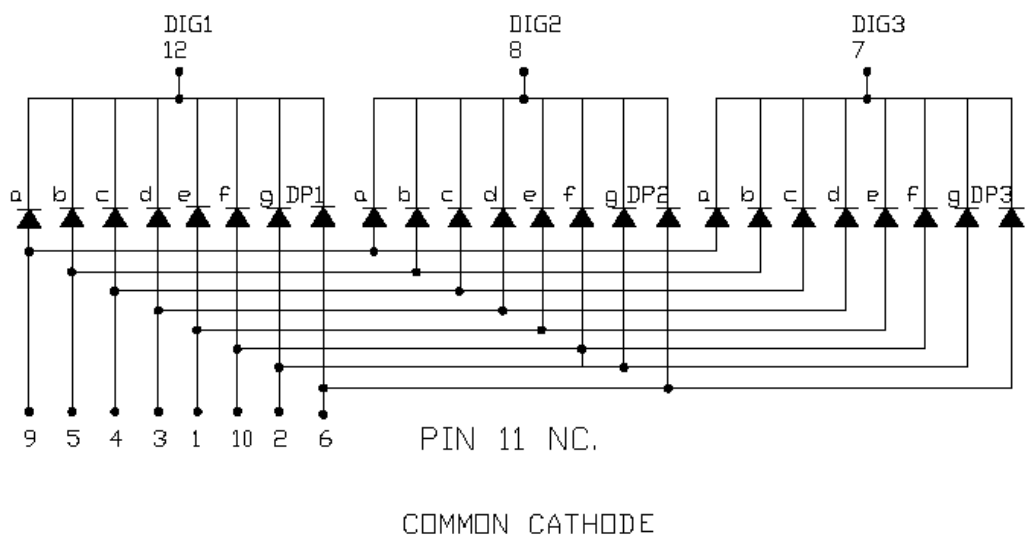 DIG1 DIG2 DIG3
12 8 7
a b c d e f g DP1 a b c d e f g DP2 a b c d e f g DP3
9 5 4 3 1 10 2 6 PIN 11 NC.
COMMON CATHODE